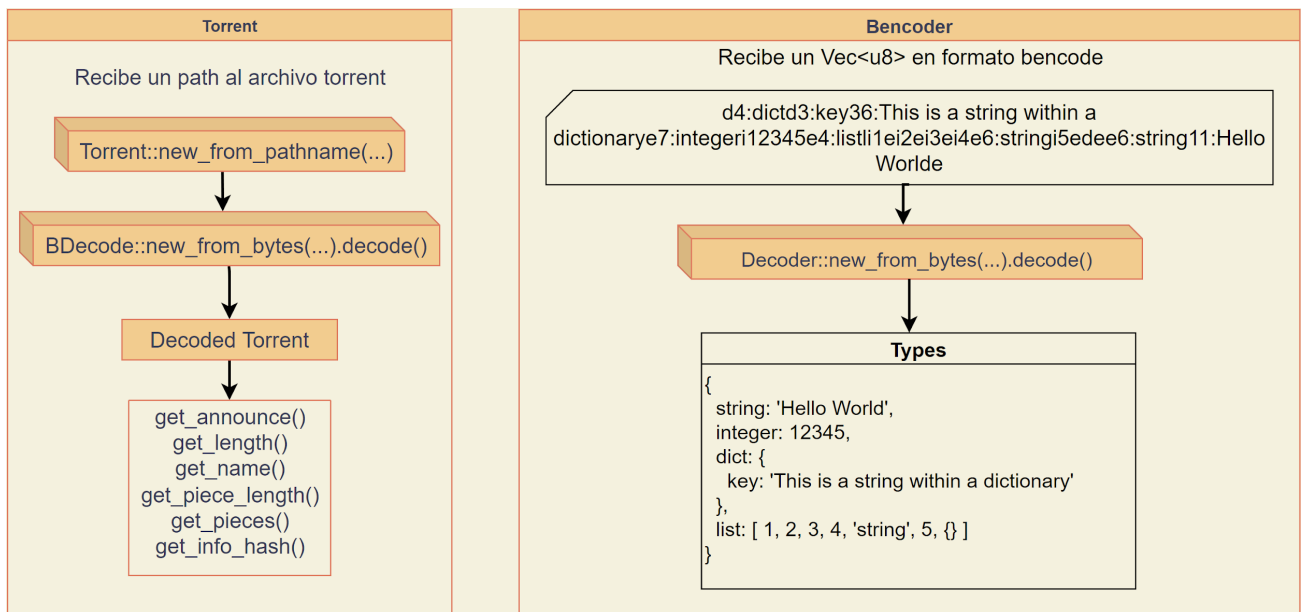 Torrent
Recibe un path al archivo torrent
Torrent::new_from_pathname(...)
BDecode::new_from_bytes(...).decode()
Decoded Torrent
get_announce()
get_length()
get_name()
get_piece_length()
get_pieces()
get_info_hash()
Bencoder
Recibe un Vec<u8> en formato bencode
d4:dictd3:key36:This is a string within a
dictionarye7:integeri12345e4:listli1ei2ei3ei4e6:stringi5edee6:string11:Hello
Worlde
Decoder::new_from_bytes(...).decode()
Types
{
string: 'Hello World',
integer: 12345,
dict: {
key: 'This is a string within a dictionary'
},
list: [ 1, 2, 3, 4, 'string', 5, {} ]
}